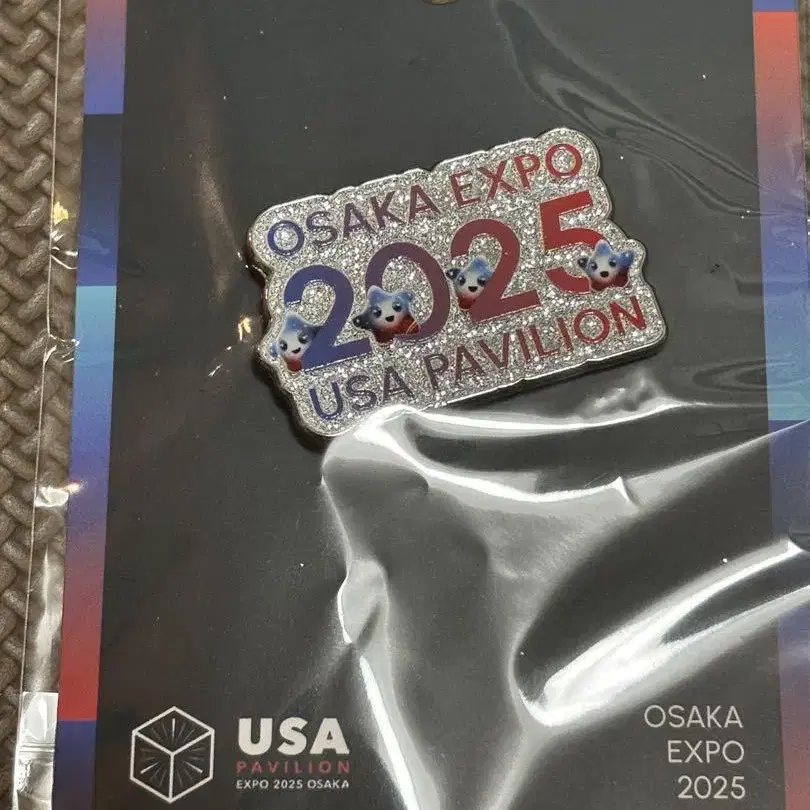 OSAKA EXPO
2025
USA PAVILION
USA
PAVILION
EXPO 2025 OSAKA
OSAKA
EXPO
2025